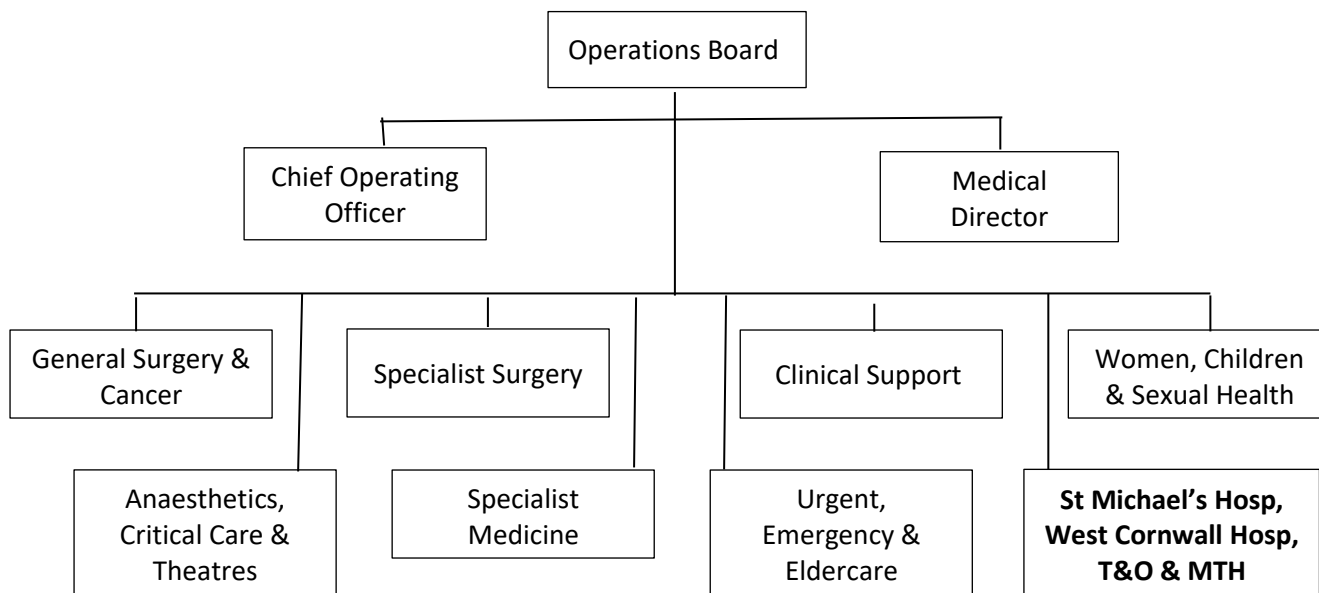 Operations Board
Chief Operating
Officer
Medical
Director
General Surgery &
Cancer
Specialist Surgery
Clinical Support
Women, Children
& Sexual Health
Anaesthetics,
Critical Care &
Theatres
Specialist
Medicine
Urgent,
Emergency &
Eldercare
St Michael’s Hosp,
West Cornwall Hosp,
T&O & MTH